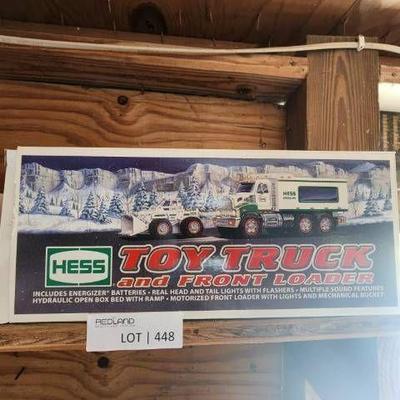 HESS
HESS
TOY TRUCK
and FRONT LOADER
INCLUDES ENERGIZER® BATTERIES • REAL HEAD AND TAIL LIGHTS WITH FLASHERS • MULTIPLE SOUND FEATURES
HYDRAULIC OPEN BOX BED WITH RAMP • MOTORIZED FRONT LOADER WITH LIGHTS AND MECHANICAL BUCKET
REDLAND
LOT | 448